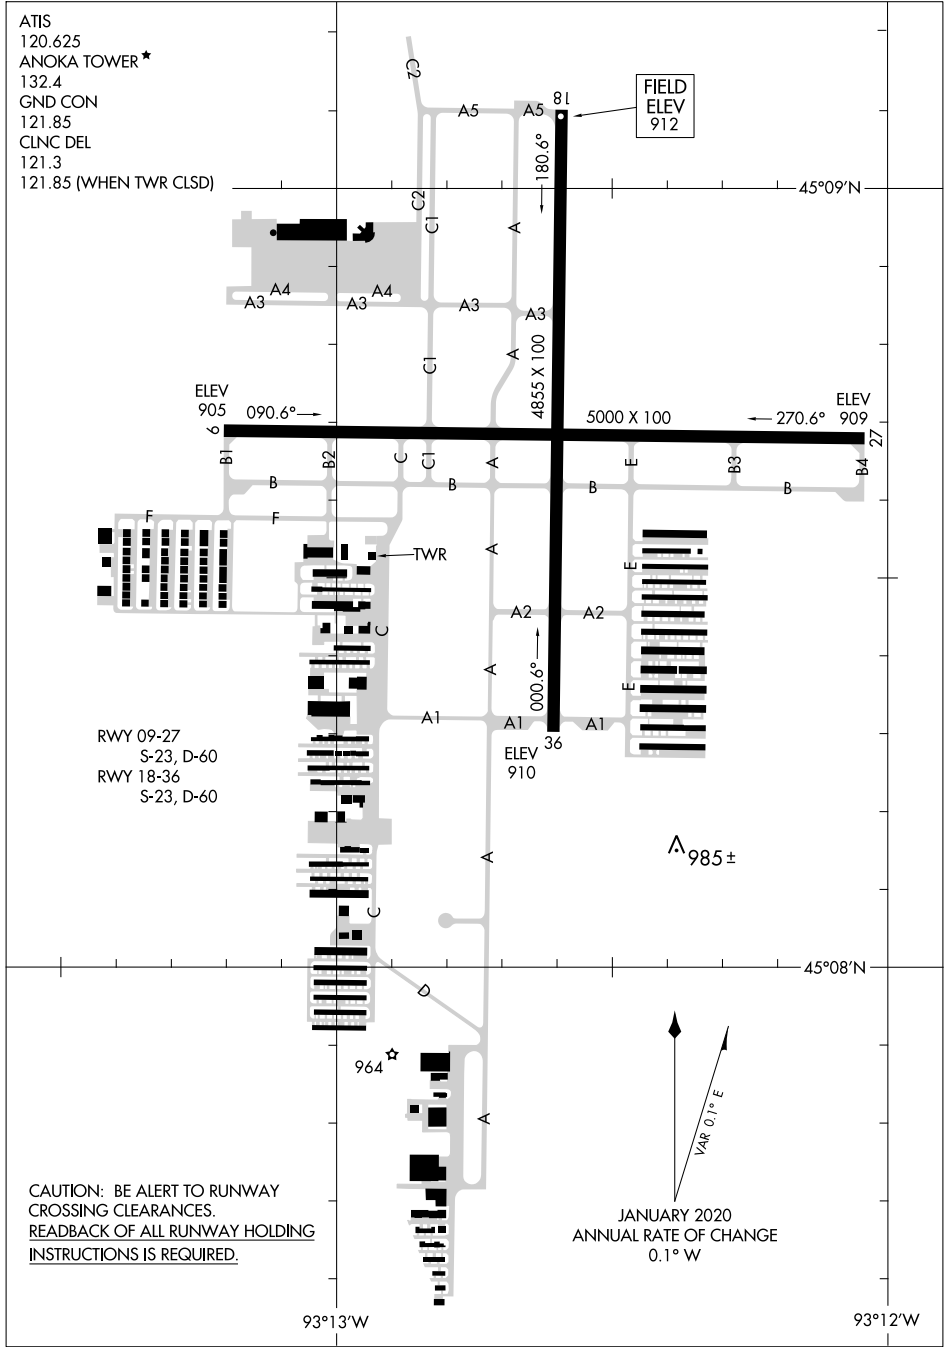 ATIS
120.625
ANOKA TOWER
132.4
GND CON
121.85
CLNC DEL
121.3
121.85 (WHEN TWR CLSD)
C2
A5
A5
18
FIELD
ELEV
912
180.6°
45°09'N
C2
C1
A
A4
A4
A3
A3
A3
A3
A
C1
4855 X 100
ELEV
905
090.6°
5000 X 100
270.6°
ELEV
909
9
27
B1
B2
C
C1
A
E
B3
B4
B
B
B
B
F
F
TWR
A
E
A2
A2
C
A
000.6°
E
A1
A1
A1
36
ELEV
910
RWY 09-27
S-23, D-60
RWY 18-36
S-23, D-60
A
985±
C
45°08'N
D
964
A
VAR 0.1° E
CAUTION: BE ALERT TO RUNWAY
CROSSING CLEARANCES.
READBACK OF ALL RUNWAY HOLDING
INSTRUCTIONS IS REQUIRED.
JANUARY 2020
ANNUAL RATE OF CHANGE
0.1° W
93°13'W
93°12'W